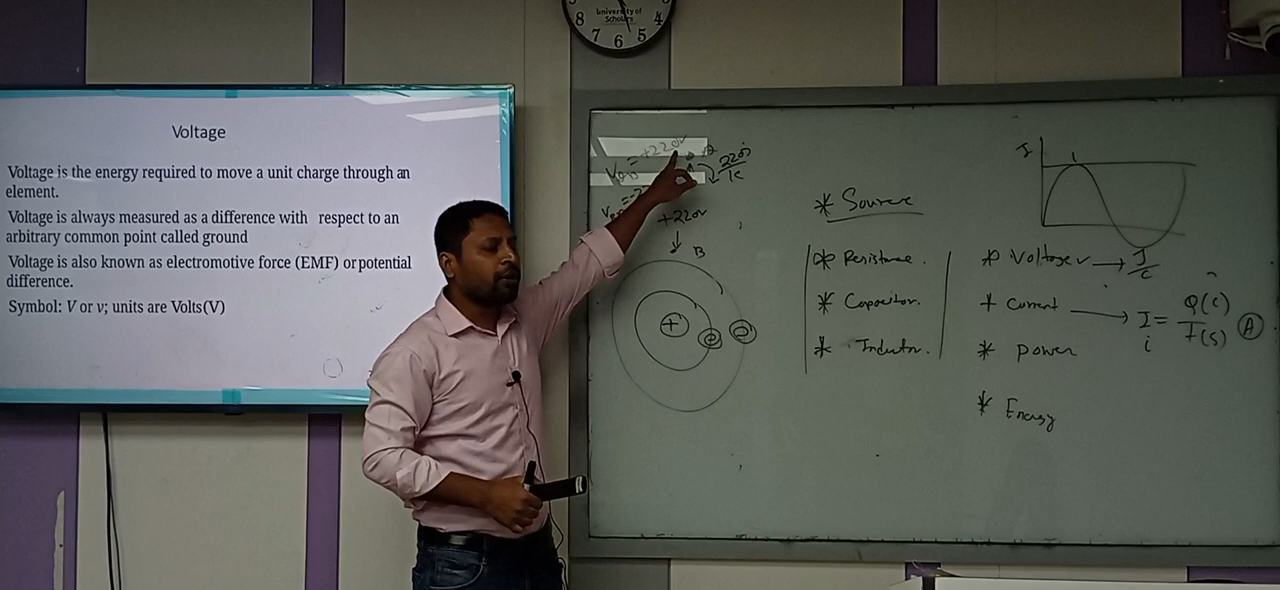 University of
Scholars
8
7
6
5
4
Voltage
Voltage is the energy required to move a unit charge through an
element.
Voltage is always measured as a difference with respect to an
arbitrary common point called ground
Voltage is also known as electromotive force (EMF) or potential
difference.
Symbol: V or v; units are Volts(V)
= +220V
220J
1C
+220V
↓
B
+
e
e
* Source
* Resistance.
* Capacitor.
* Inductor.
* Voltage v → J/C
+ Current → I = Q(C)/T(S) A
i
* Power
* Energy